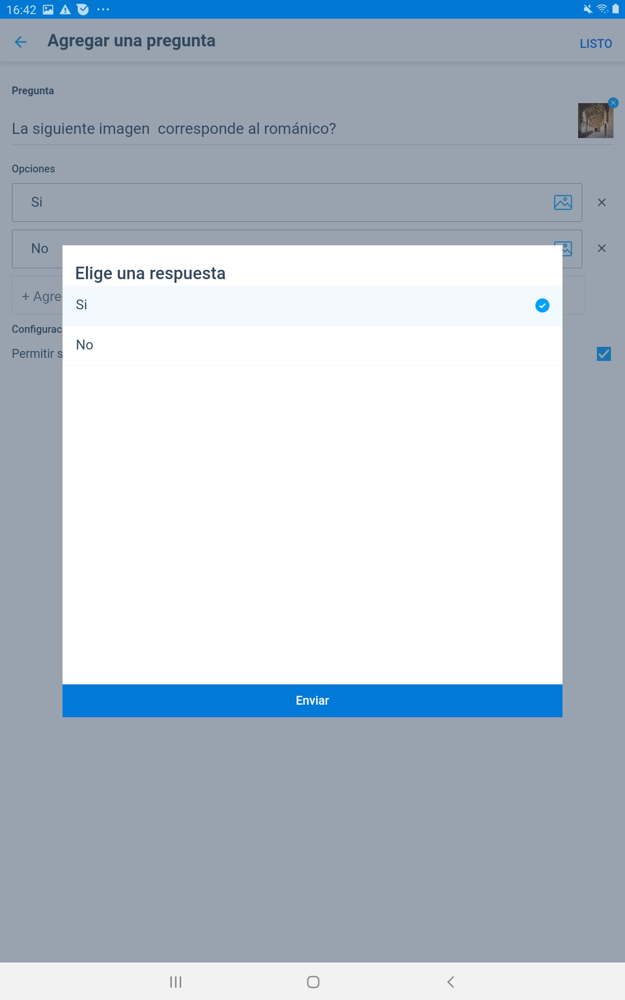 16:42
Agregar una pregunta
LISTO
Pregunta
La siguiente imagen  corresponde al románico?
Opciones
Si
No
+ Agre
Configurac
Permitir s
Elige una respuesta
Si
No
Enviar